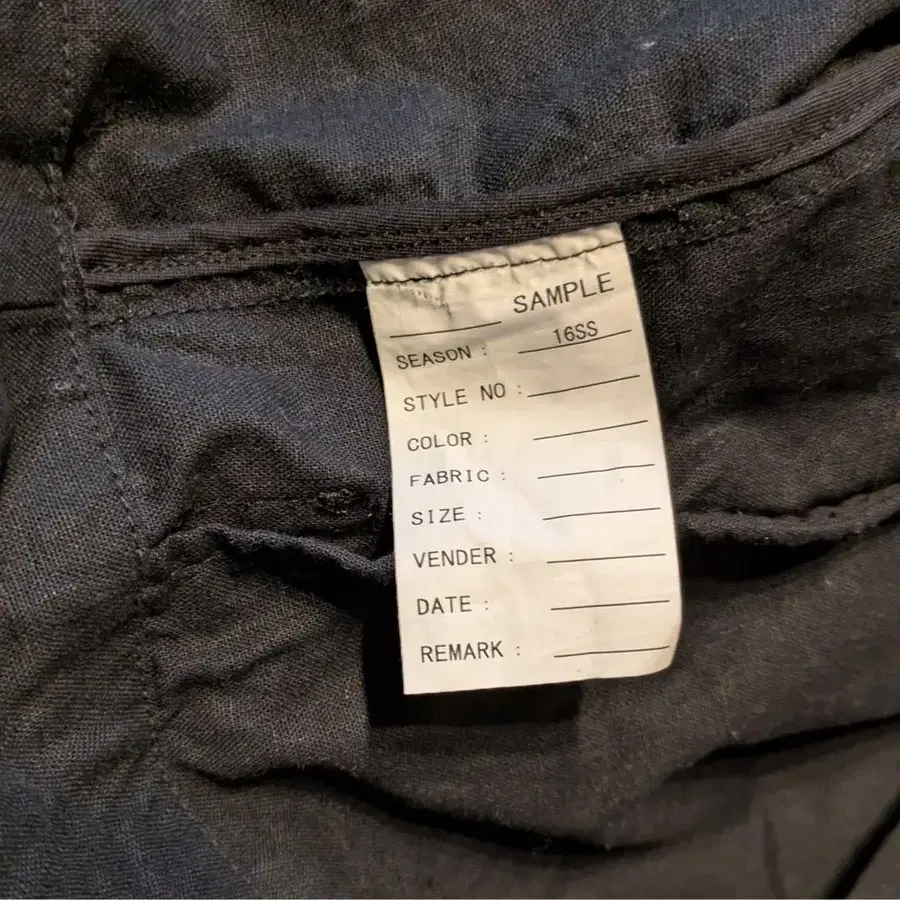 SAMPLE
SEASON : 16SS
STYLE NO :
COLOR :
FABRIC :
SIZE :
VENDER :
DATE :
REMARK :